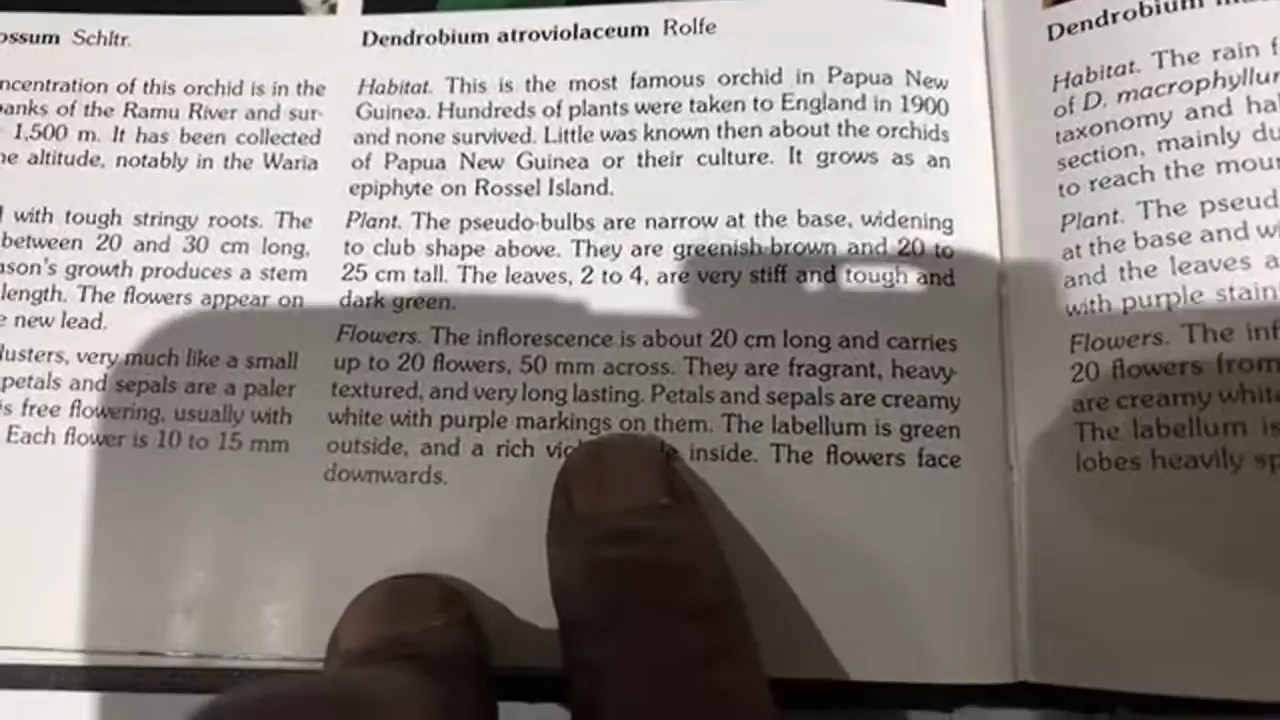 ossum Schltr.
ncentration of this orchid is in the
banks of the Ramu River and sur-
1,500 m. It has been collected
e altitude, notably in the Waria
with tough stringy roots. The
between 20 and 30 cm long,
ason's growth produces a stem
length. The flowers appear on
e new lead.
lusters, very much like a small
petals and sepals are a paler
s free flowering, usually with
Each flower is 10 to 15 mm
Dendrobium atroviolaceum Rolfe
Habitat. This is the most famous orchid in Papua New
Guinea. Hundreds of plants were taken to England in 1900
and none survived. Little was known then about the orchids
of Papua New Guinea or their culture. It grows as an
epiphyte on Rossel Island.
Plant. The pseudo-bulbs are narrow at the base, widening
to club shape above. They are greenish-brown and 20 to
25 cm tall. The leaves, 2 to 4, are very stiff and tough and
dark green.
Flowers. The inflorescence is about 20 cm long and carries
up to 20 flowers, 50 mm across. They are fragrant, heavy-
textured, and very long lasting. Petals and sepals are creamy
white with purple markings on them. The labellum is green
outside, and a rich inside. The flowers face
downwards.
Dendrobium
Habitat. The rain f
of D. macrophyllu
taxonomy and ha
section, mainly du
to reach the mou
Plant. The pseud
at the base and wi
and the leaves a
with purple stain
Flowers. The inf
20 flowers from
are creamy whit
The labellum is
lobes heavily sp